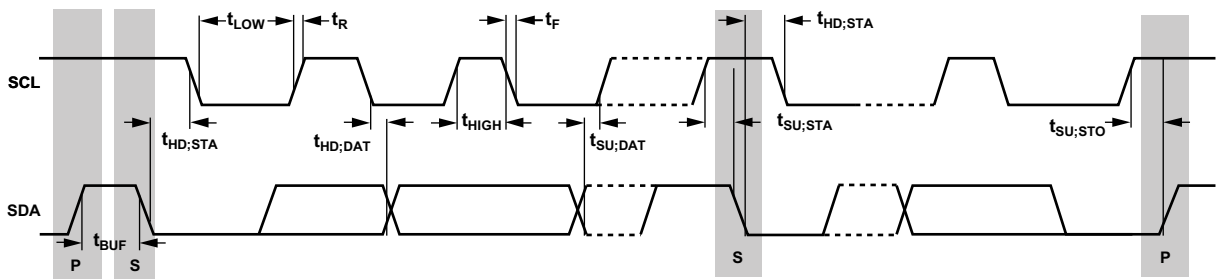 tLOW tR tF tHD;STA
SCL
tHD;STA tHD;DAT tHIGH tSU;DAT tSU;STA tSU;STO
SDA
tBUF
P S S P